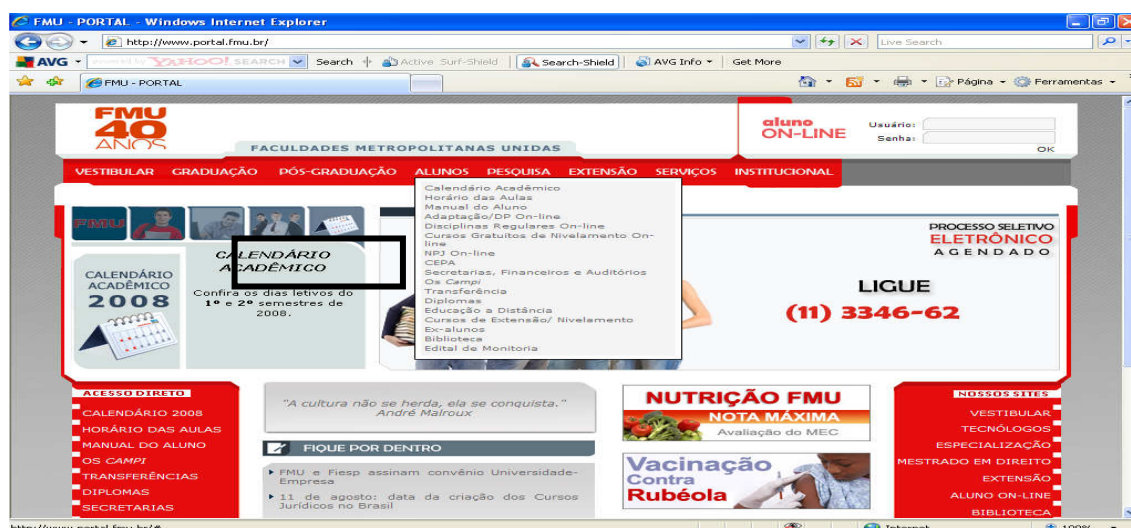 FMU - PORTAL - Windows Internet Explorer
http://www.portal.fmu.br/
Live Search
AVG
YAHOO! SEARCH
Search
Active Surf-Shield
Search-Shield
AVG Info
Get More
FMU - PORTAL
Página
Ferramentas
FMU
40
ANOS
FACULDADES METROPOLITANAS UNIDAS
aluno
ON-LINE
Usuário:
Senha:
OK
VESTIBULAR GRADUAÇÃO PÓS-GRADUAÇÃO ALUNOS PESQUISA EXTENSÃO SERVIÇOS INSTITUCIONAL
Calendário Acadêmico
Horário das Aulas
Manual do Aluno
Adaptação/DP On-line
Disciplinas Regulares On-line
Cursos Gratuitos de Nivelamento On-
line
NPJ On-line
CEPA
Secretarias, Financeiros e Auditórios
Os Campi
Transferência
Diplomas
Educação a Distância
Cursos de Extensão/ Nivelamento
Ex-alunos
Biblioteca
Edital de Monitoria
FMU
CALENDÁRIO
ACADÊMICO
2008
CALENDÁRIO
ACADÊMICO
Confira os dias letivos do
1º e 2º semestres de
2008.
PROCESSO SELETIVO
ELETRÔNICO
AGENDADO
LIGUE
(11) 3346-62
ACESSO DIRETO
CALENDÁRIO 2008
HORÁRIO DAS AULAS
MANUAL DO ALUNO
OS CAMPI
TRANSFERÊNCIAS
DIPLOMAS
SECRETARIAS
"A cultura não se herda, ela se conquista."
André Malroux
FIQUE POR DENTRO
FMU e Fiesp assinam convênio Universidade-
Empresa
11 de agosto: data da criação dos Cursos
Jurídicos no Brasil
NUTRIÇÃO FMU
NOTA MÁXIMA
Avaliação do MEC
Vacinação
Contra
Rubéola
NOSSOS SITES
VESTIBULAR
TECNÓLOGOS
ESPECIALIZAÇÃO
MESTRADO EM DIREITO
EXTENSÃO
ALUNO ON-LINE
BIBLIOTECA
http://www.portal.fmu.br/#
Internet
100%